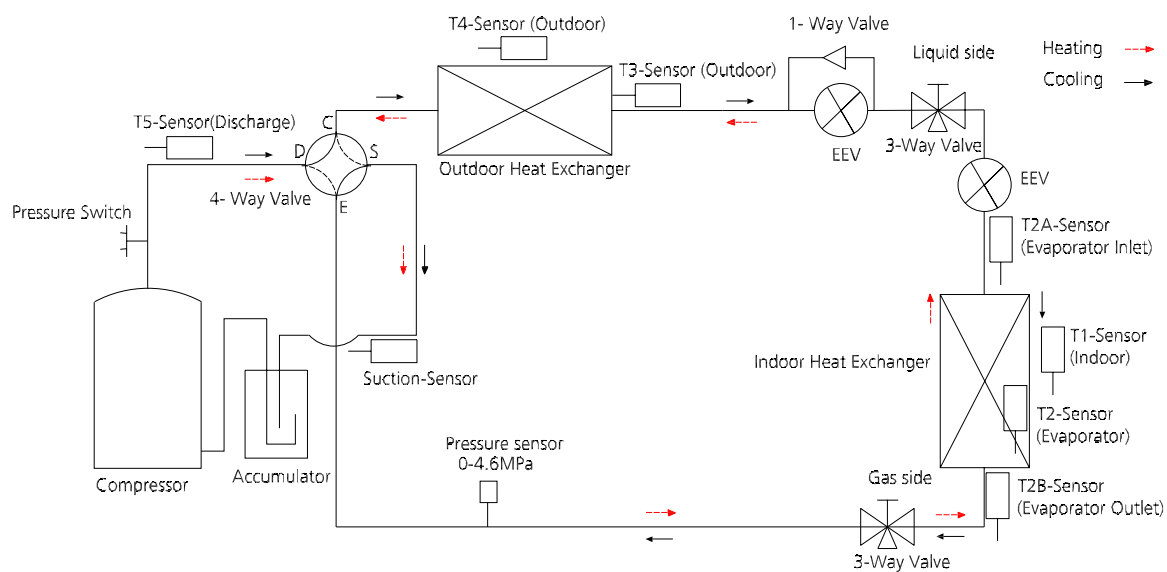 T4-Sensor (Outdoor)
1- Way Valve
Liquid side
Heating
Cooling
T3-Sensor (Outdoor)
T5-Sensor(Discharge)
C
D
S
E
4- Way Valve
Outdoor Heat Exchanger
EEV
3-Way Valve
EEV
Pressure Switch
T2A-Sensor
(Evaporator Inlet)
Indoor Heat Exchanger
T1-Sensor
(Indoor)
Suction-Sensor
T2-Sensor
(Evaporator)
Pressure sensor
0-4.6MPa
Compressor
Accumulator
Gas side
T2B-Sensor
(Evaporator Outlet)
3-Way Valve